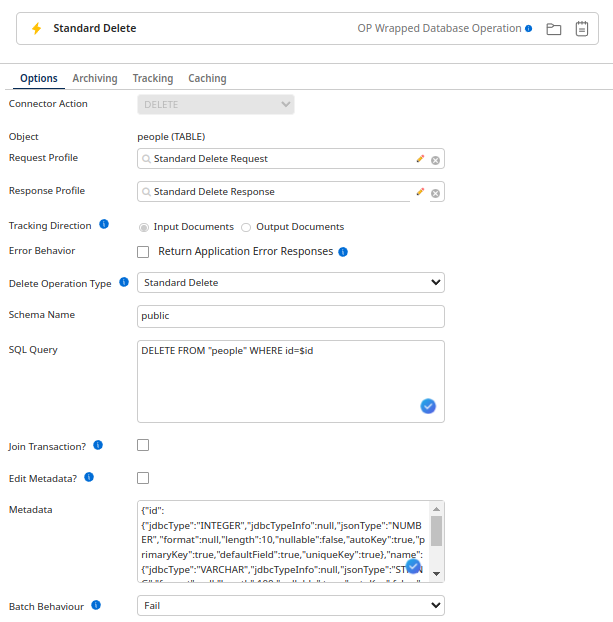 Standard Delete
OP Wrapped Database Operation
Options Archiving Tracking Caching
Connector Action DELETE
Object people (TABLE)
Request Profile Standard Delete Request
Response Profile Standard Delete Response
Tracking Direction Input Documents Output Documents
Error Behavior Return Application Error Responses
Delete Operation Type Standard Delete
Schema Name public
SQL Query DELETE FROM "people" WHERE id=$id
Join Transaction?
Edit Metadata?
Metadata {"id":
{"jdbcType":"INTEGER","jdbcTypeInfo":null,"jsonType":"NUMB
ER","format":null,"length":10,"nullable":false,"autoKey":true,"p
rimaryKey":true,"defaultField":true,"uniqueKey":true},"name":
{"jdbcType":"VARCHAR","jdbcTypeInfo":null,"jsonType":
Batch Behaviour Fail